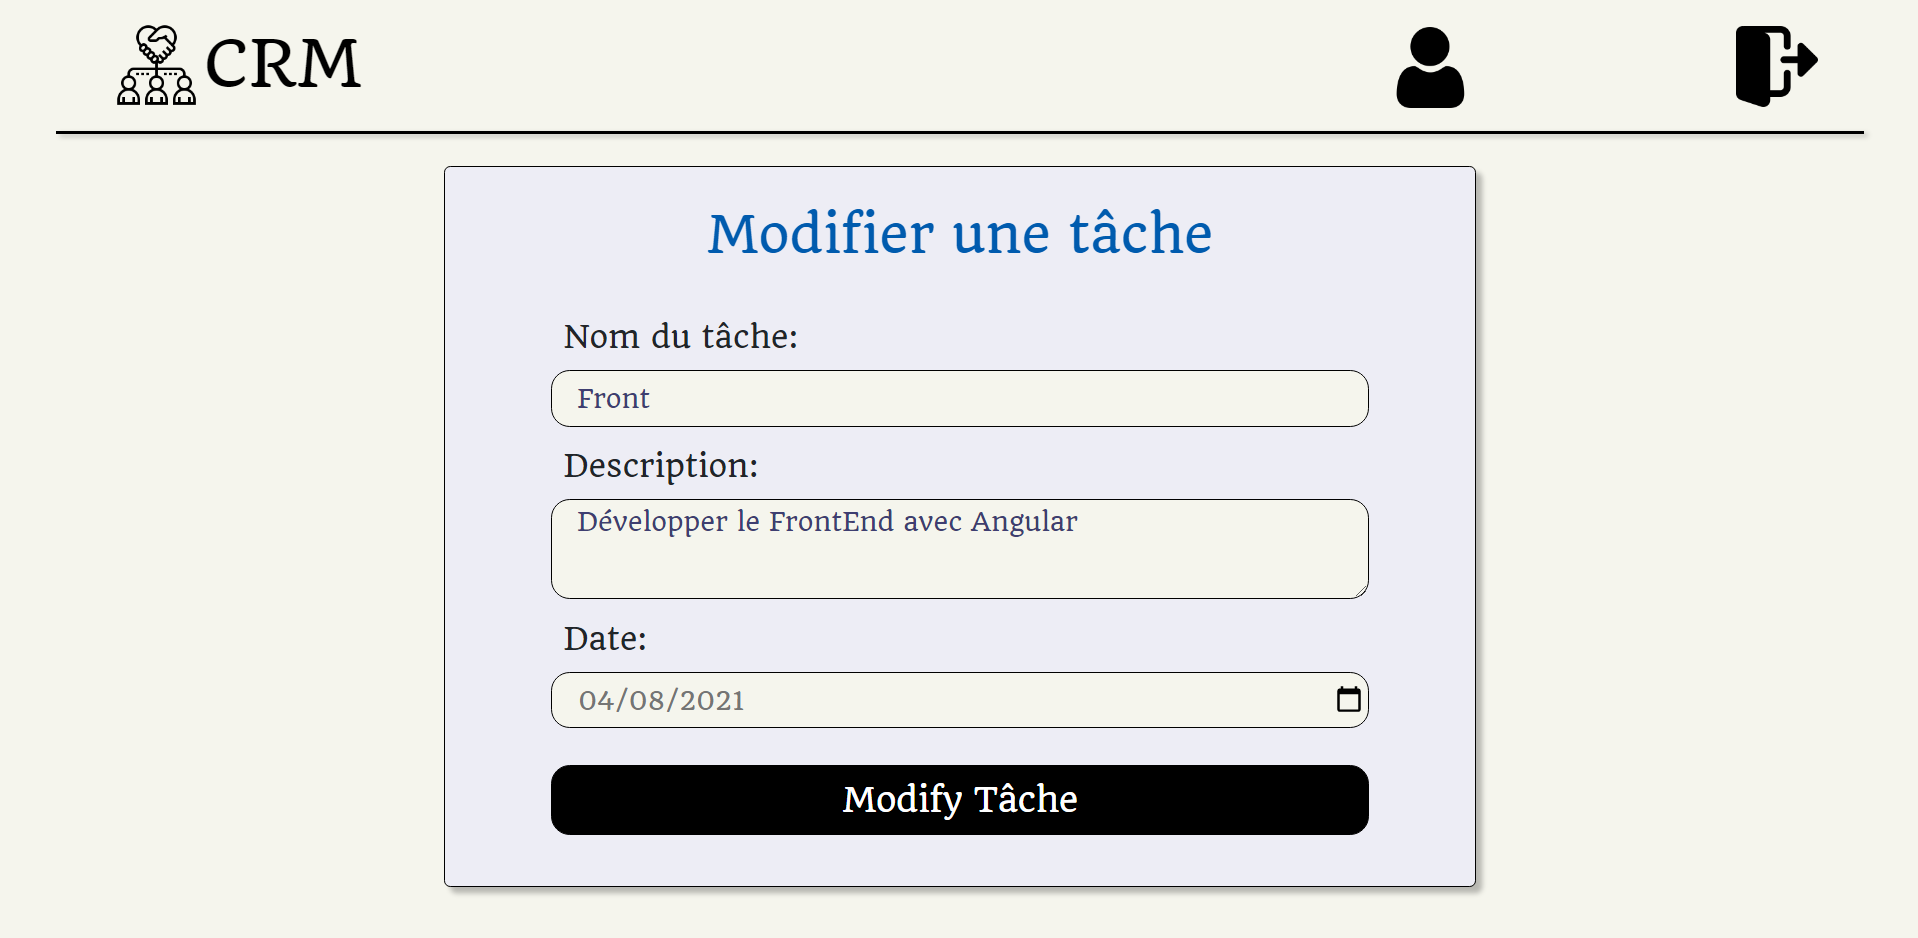 CRM
Modifier une tâche
Nom du tâche:
Front
Description:
Développer le FrontEnd avec Angular
Date:
04/08/2021
Modify Tâche